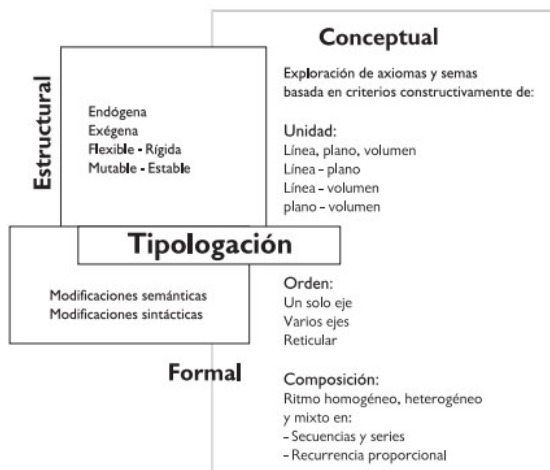 Estructural
Endógena
Exégena
Flexible - Rígida
Mutable - Estable
Tipologación
Modificaciones semánticas
Modificaciones sintácticas
Formal
Conceptual
Exploración de axiomas y semas
basada en criterios constructivamente de:
Unidad:
Línea, plano, volumen
Línea - plano
Línea - volumen
plano - volumen
Orden:
Un solo eje
Varios ejes
Reticular
Composición:
Ritmo homogéneo, heterogéneo
y mixto en:
- Secuencias y series
- Recurrencia proporcional